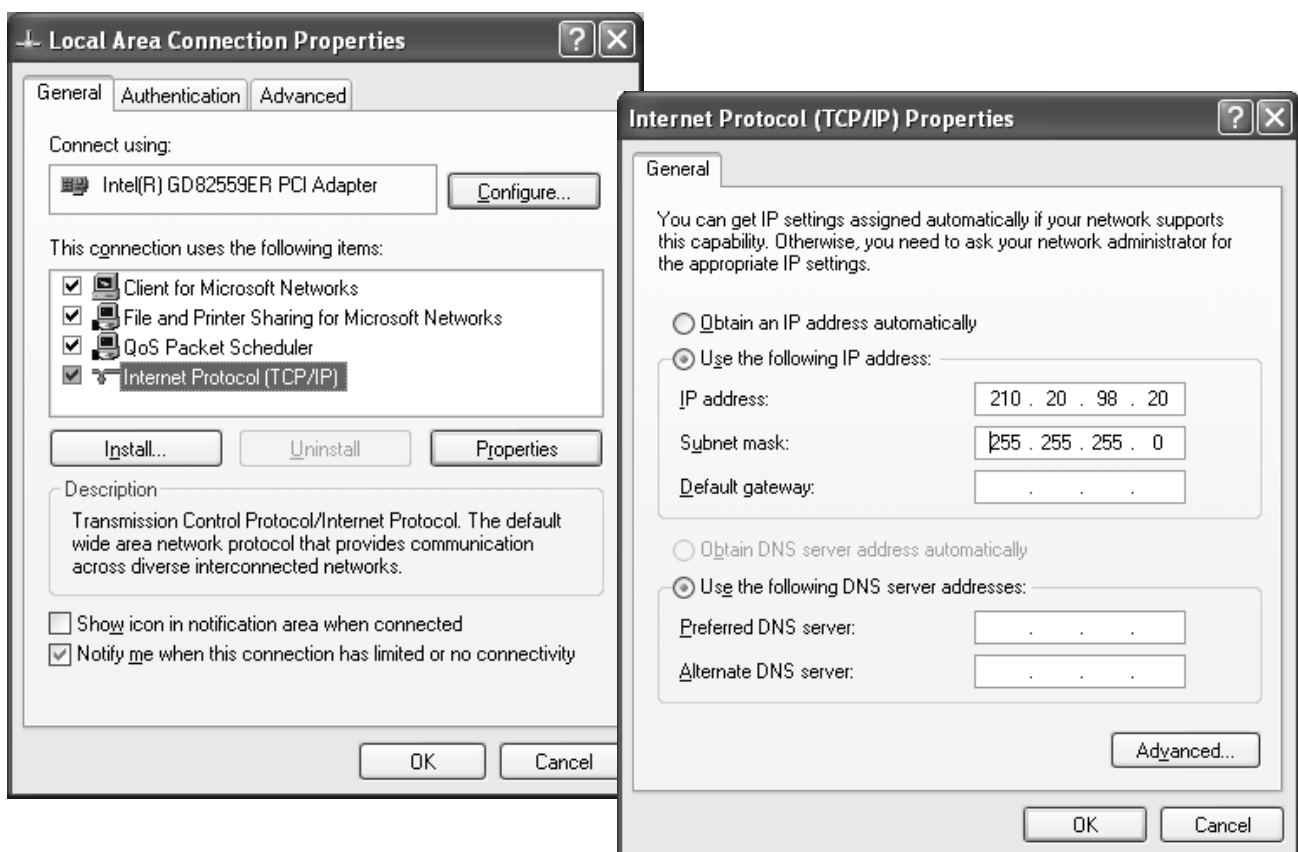 Local Area Connection Properties
General
Authentication
Advanced
Connect using:
Intel(R) GD82559ER PCI Adapter
Configure...
This connection uses the following items:
Client for Microsoft Networks
File and Printer Sharing for Microsoft Networks
QoS Packet Scheduler
Internet Protocol (TCP/IP)
Install...
Uninstall
Properties
Description
Transmission Control Protocol/Internet Protocol. The default
wide area network protocol that provides communication
across diverse interconnected networks.
Show icon in notification area when connected
Notify me when this connection has limited or no connectivity
OK
Cancel
Internet Protocol (TCP/IP) Properties
General
You can get IP settings assigned automatically if your network supports
this capability. Otherwise, you need to ask your network administrator for
the appropriate IP settings.
Obtain an IP address automatically
Use the following IP address:
IP address: 210 . 20 . 98 . 20
Subnet mask: 255 . 255 . 255 . 0
Default gateway: . . .
Obtain DNS server address automatically
Use the following DNS server addresses:
Preferred DNS server: . . .
Alternate DNS server: . . .
Advanced...
OK
Cancel